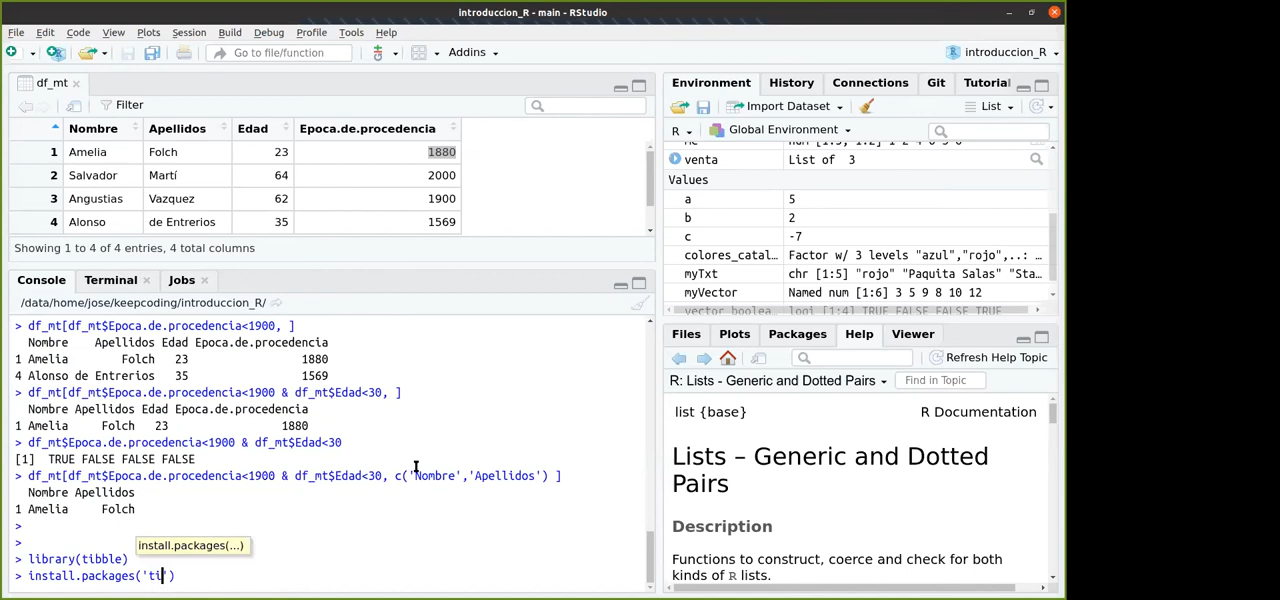 introduccion_R - main - RStudio
File Edit Code View Plots Session Build Debug Profile Tools Help
Go to file/function Addins introduccion_R
df_mt
Filter
Nombre Apellidos Edad Epoca.de.procedencia
1 Amelia Folch 23 1880
2 Salvador Martí 64 2000
3 Angustias Vazquez 62 1900
4 Alonso de Entrerios 35 1569
Showing 1 to 4 of 4 entries, 4 total columns
Console Terminal Jobs
/data/home/jose/keepcoding/introduccion_R/
> df_mt[df_mt$Epoca.de.procedencia<1900, ]
Nombre Apellidos Edad Epoca.de.procedencia
1 Amelia Folch 23 1880
4 Alonso de Entrerios 35 1569
> df_mt[df_mt$Epoca.de.procedencia<1900 & df_mt$Edad<30, ]
Nombre Apellidos Edad Epoca.de.procedencia
1 Amelia Folch 23 1880
> df_mt$Epoca.de.procedencia<1900 & df_mt$Edad<30
[1] TRUE FALSE FALSE FALSE
> df_mt[df_mt$Epoca.de.procedencia<1900 & df_mt$Edad<30, c('Nombre','Apellidos') ]
Nombre Apellidos
1 Amelia Folch
>
>
install.packages(...)
> library(tibble)
> install.packages('ti')
Environment History Connections Git Tutorial
Import Dataset List
R Global Environment
venta List of 3
Values
a 5
b 2
c -7
colores_catal… Factor w/ 3 levels "azul","rojo",..: …
myTxt chr [1:5] "rojo" "Paquita Salas" "Sta…
myVector Named num [1:6] 3 5 9 8 10 12
vector_boolea logi [1:4] TRUE FALSE FALSE TRUE
Files Plots Packages Help Viewer
Refresh Help Topic
R: Lists - Generic and Dotted Pairs Find in Topic
list {base} R Documentation
Lists – Generic and Dotted
Pairs
Description
Functions to construct, coerce and check for both
kinds of R lists.